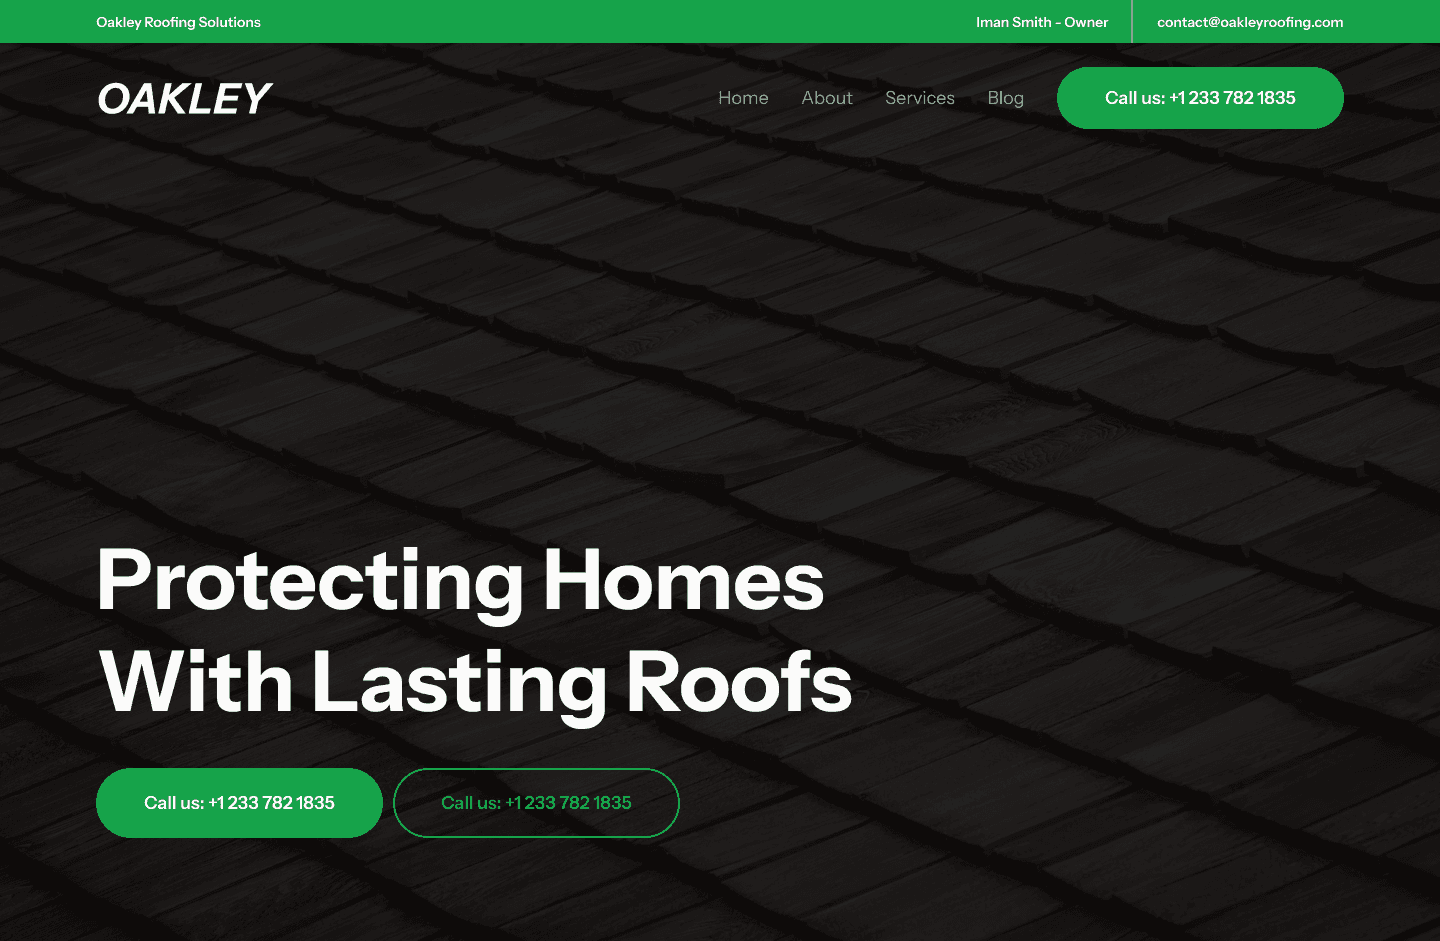 Oakley Roofing Solutions
Iman Smith - Owner
contact@oakleyroofing.com
OAKLEY
Home
About
Services
Blog
Call us: +1 233 782 1835
Protecting Homes
With Lasting Roofs
Call us: +1 233 782 1835
Call us: +1 233 782 1835